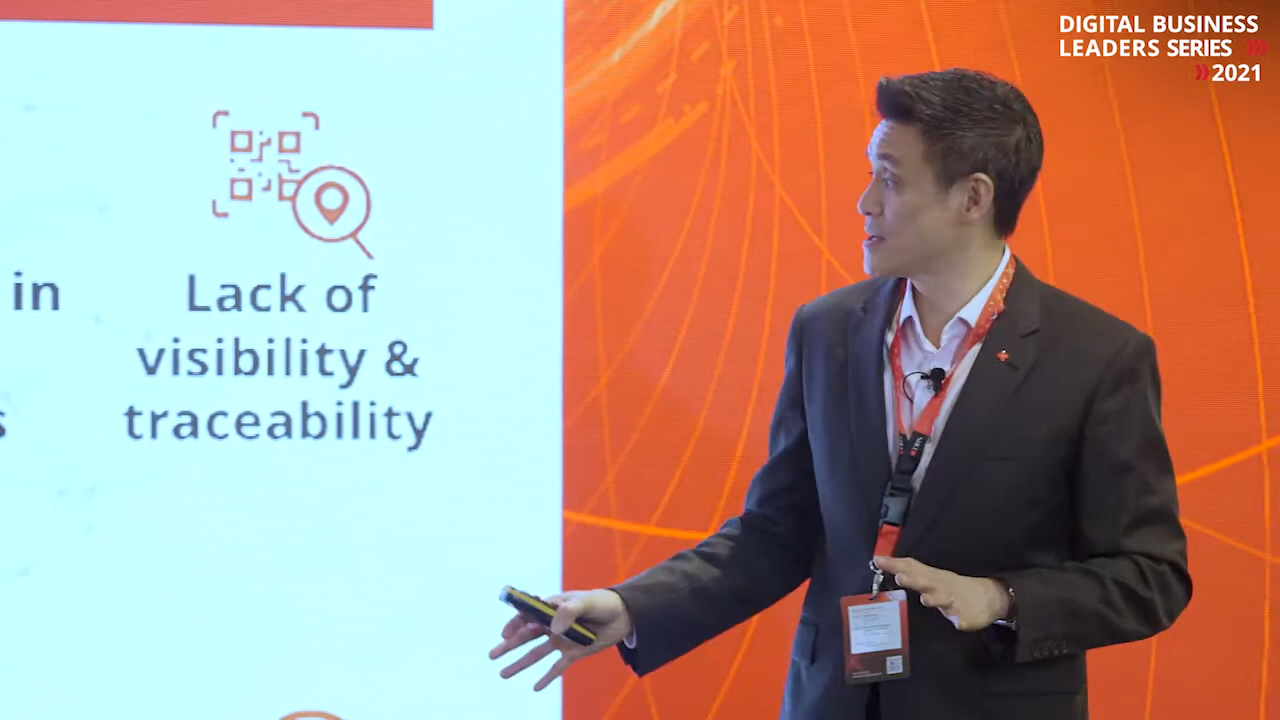 DIGITAL BUSINESS
LEADERS SERIES
2021
in
s
Lack of
visibility &
traceability